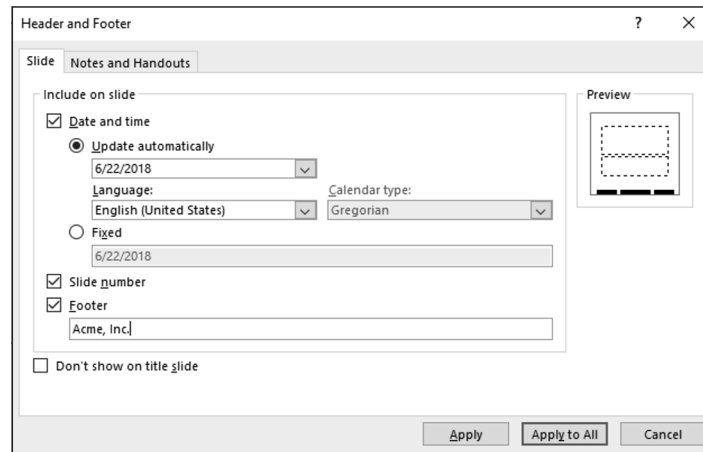 Header and Footer ?
Slide Notes and Handouts
Include on slide
Preview
Date and time
Update automatically
6/22/2018
Language: Calendar type:
English (United States) Gregorian
Fixed
6/22/2018
Slide number
Footer
Acme, Inc.
Don't show on title slide
Apply Apply to All Cancel